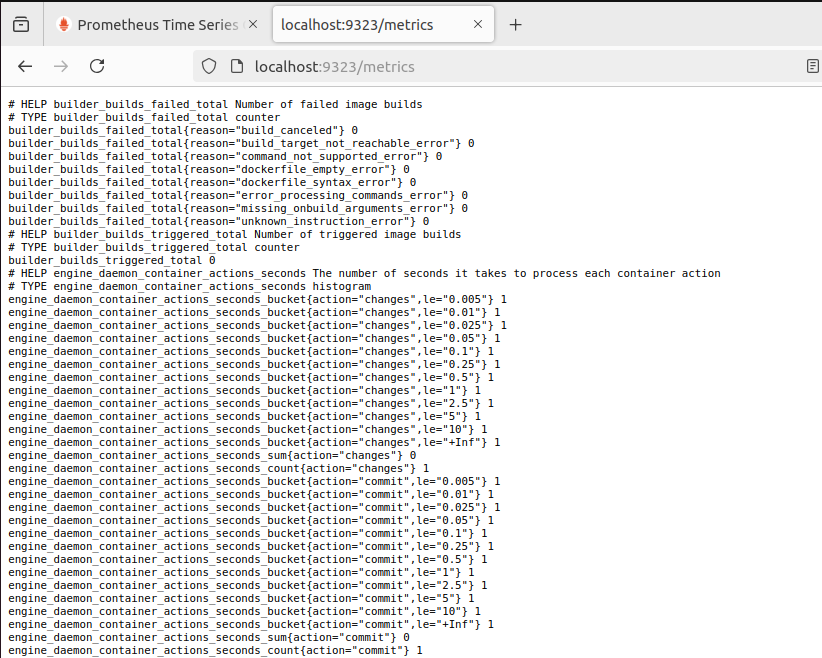 Prometheus Time Series
localhost:9323/metrics
localhost:9323/metrics
# HELP builder_builds_failed_total Number of failed image builds
# TYPE builder_builds_failed_total counter
builder_builds_failed_total{reason="build_canceled"} 0
builder_builds_failed_total{reason="build_target_not_reachable_error"} 0
builder_builds_failed_total{reason="command_not_supported_error"} 0
builder_builds_failed_total{reason="dockerfile_empty_error"} 0
builder_builds_failed_total{reason="dockerfile_syntax_error"} 0
builder_builds_failed_total{reason="error_processing_commands_error"} 0
builder_builds_failed_total{reason="missing_onbuild_arguments_error"} 0
builder_builds_failed_total{reason="unknown_instruction_error"} 0
# HELP builder_builds_triggered_total Number of triggered image builds
# TYPE builder_builds_triggered_total counter
builder_builds_triggered_total 0
# HELP engine_daemon_container_actions_seconds The number of seconds it takes to process each container action
# TYPE engine_daemon_container_actions_seconds histogram
engine_daemon_container_actions_seconds_bucket{action="changes",le="0.005"} 1
engine_daemon_container_actions_seconds_bucket{action="changes",le="0.01"} 1
engine_daemon_container_actions_seconds_bucket{action="changes",le="0.025"} 1
engine_daemon_container_actions_seconds_bucket{action="changes",le="0.05"} 1
engine_daemon_container_actions_seconds_bucket{action="changes",le="0.1"} 1
engine_daemon_container_actions_seconds_bucket{action="changes",le="0.25"} 1
engine_daemon_container_actions_seconds_bucket{action="changes",le="0.5"} 1
engine_daemon_container_actions_seconds_bucket{action="changes",le="1"} 1
engine_daemon_container_actions_seconds_bucket{action="changes",le="2.5"} 1
engine_daemon_container_actions_seconds_bucket{action="changes",le="5"} 1
engine_daemon_container_actions_seconds_bucket{action="changes",le="10"} 1
engine_daemon_container_actions_seconds_bucket{action="changes",le="+Inf"} 1
engine_daemon_container_actions_seconds_sum{action="changes"} 0
engine_daemon_container_actions_seconds_count{action="changes"} 1
engine_daemon_container_actions_seconds_bucket{action="commit",le="0.005"} 1
engine_daemon_container_actions_seconds_bucket{action="commit",le="0.01"} 1
engine_daemon_container_actions_seconds_bucket{action="commit",le="0.025"} 1
engine_daemon_container_actions_seconds_bucket{action="commit",le="0.05"} 1
engine_daemon_container_actions_seconds_bucket{action="commit",le="0.1"} 1
engine_daemon_container_actions_seconds_bucket{action="commit",le="0.25"} 1
engine_daemon_container_actions_seconds_bucket{action="commit",le="0.5"} 1
engine_daemon_container_actions_seconds_bucket{action="commit",le="1"} 1
engine_daemon_container_actions_seconds_bucket{action="commit",le="2.5"} 1
engine_daemon_container_actions_seconds_bucket{action="commit",le="5"} 1
engine_daemon_container_actions_seconds_bucket{action="commit",le="10"} 1
engine_daemon_container_actions_seconds_bucket{action="commit",le="+Inf"} 1
engine_daemon_container_actions_seconds_sum{action="commit"} 0
engine_daemon_container_actions_seconds_count{action="commit"} 1